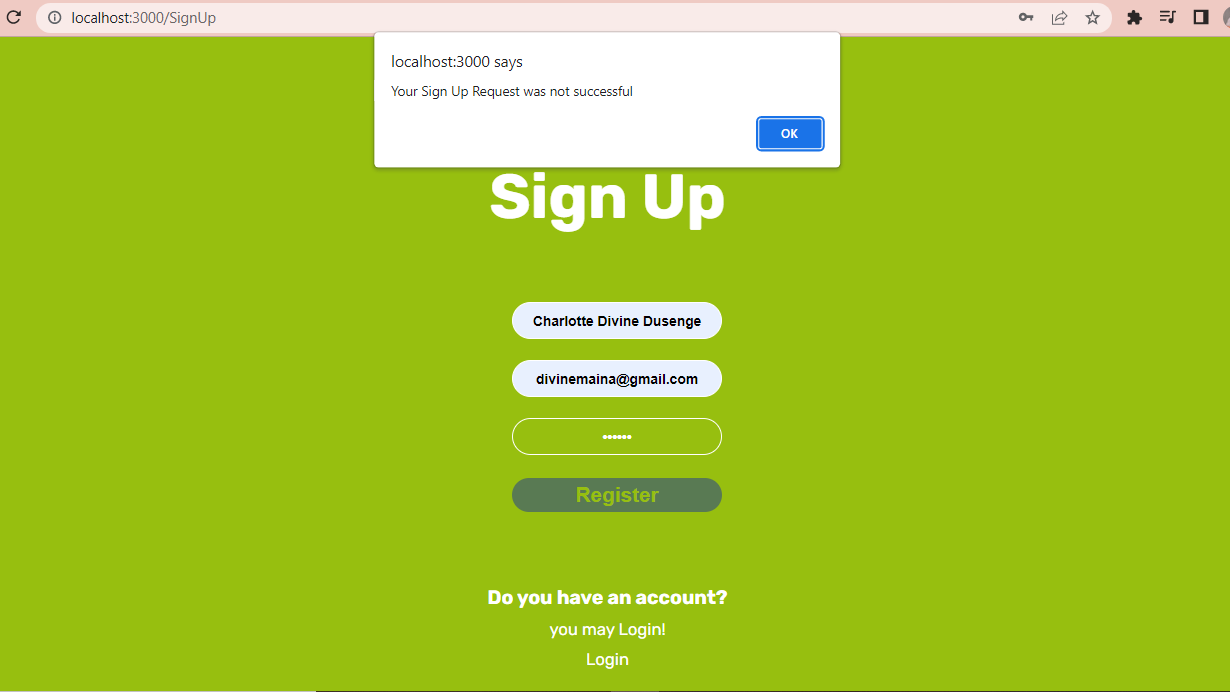 localhost:3000/SignUp
localhost:3000 says
Your Sign Up Request was not successful
OK
Sign Up
Charlotte Divine Dusenge
divinemaina@gmail.com
••••••
Register
Do you have an account?
you may Login!
Login